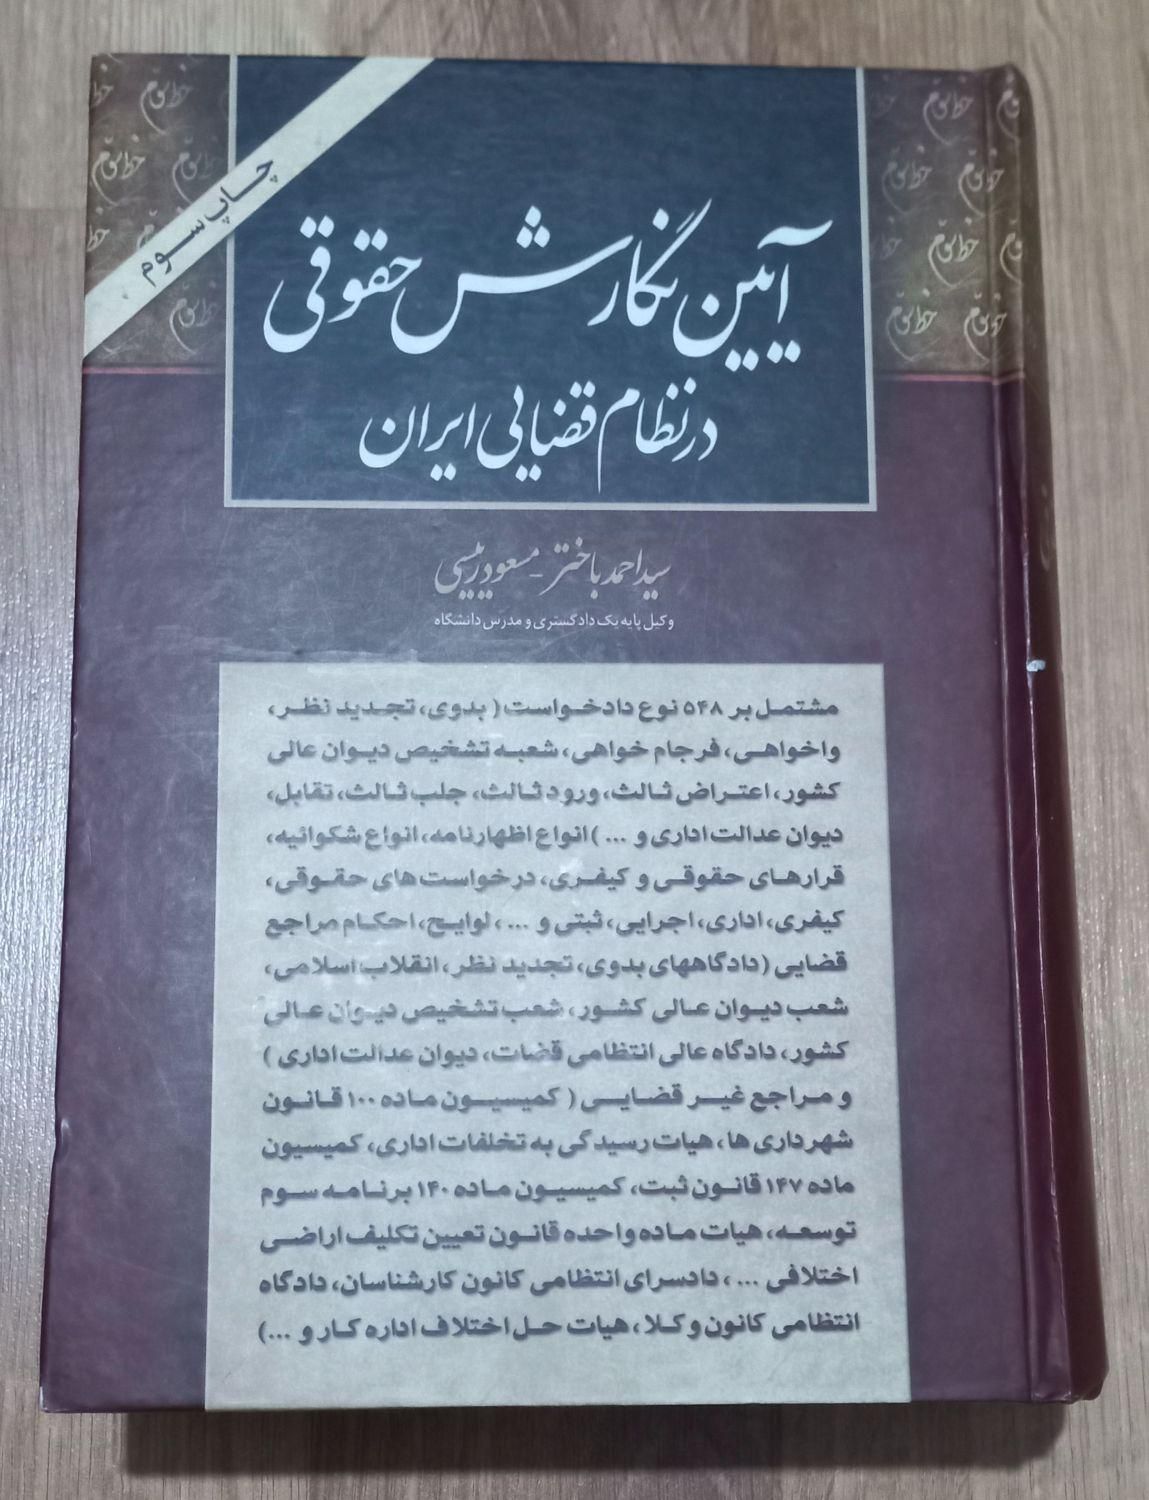 چاپ سوم
آیین نگارش حقوقی
در نظام قضایی ایران
سید احمد باختر - مسعود رییسی
وکیل پایه یک دادگستری و مدرس دانشگاه
مشتمل بر ۵۴۸ نوع دادخواست ( بدوی، تجدید نظر،
واخواهی، فرجام خواهی، شعبه تشخیص دیوان عالی
کشور، اعتراض ثالث، ورود ثالث، جلب ثالث، تقابل،
دیوان عدالت اداری و ... ) انواع اظهارنامه، انواع شکوائیه،
قرارهای حقوقی و کیفری، درخواست های حقوقی،
کیفری، اداری، اجرایی، ثبتی و ...، لوایح، احکام مراجع
قضایی (دادگاههای بدوی، تجدید نظر، انقلاب اسلامی،
شعب دیوان عالی کشور، شعب تشخیص دیوان عالی
کشور، دادگاه عالی انتظامی قضات، دیوان عدالت اداری )
و مراجع غیر قضایی ( کمیسیون ماده ۱۰۰ قانون
شهرداری ها، هیات رسیدگی به تخلفات اداری، کمیسیون
ماده ۱۴۷ قانون ثبت، کمیسیون ماده ۱۴۰ برنامه سوم
توسعه، هیات ماده واحده قانون تعیین تکلیف اراضی
اختلافی ...، دادسرای انتظامی کانون کارشناسان، دادگاه
انتظامی کانون وکلا، هیات حل اختلاف اداره کار و ...)
خط سوم